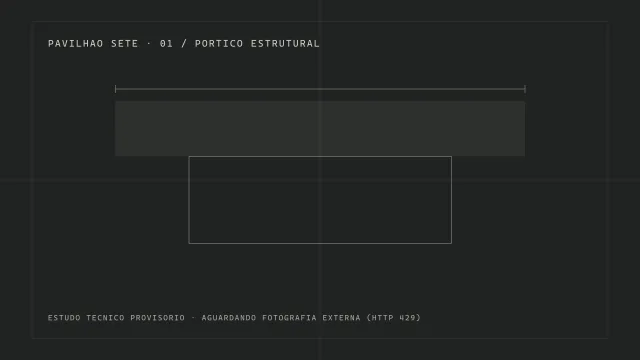 PAVILHAO SETE · 01 / PORTICO ESTRUTURAL
ESTUDO TECNICO PROVISORIO · AGUARDANDO FOTOGRAFIA EXTERNA (HTTP 429)